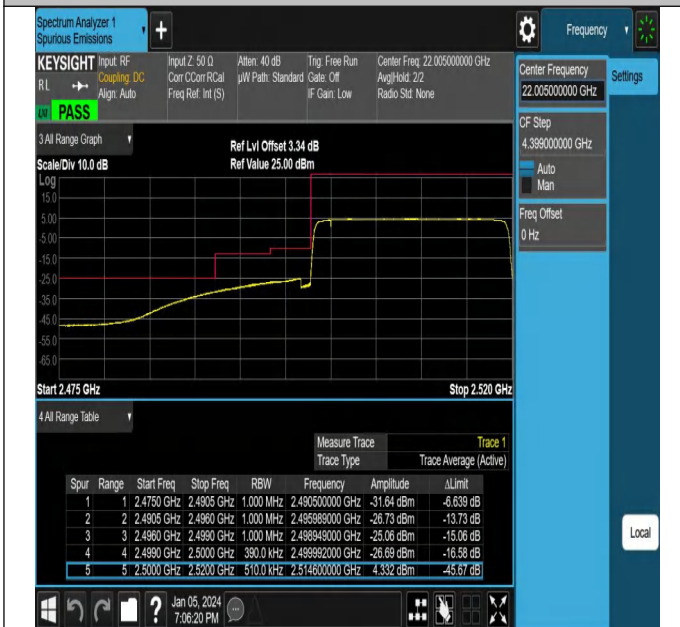 Spectrum Analyzer 1
Spurious Emissions
Frequency
KEYSIGHT Input: RF Input Z: 50 Ω Atten: 40 dB Trig: Free Run Center Freq: 22.005000000 GHz
Coupling: DC Corr CCorr RCal µW Path: Standard Gate: Off Avg|Hold: 2/2
RL Align: Auto Freq Ref: Int (S) IF Gain: Low Radio Std: None
PASS
Center Frequency
22.005000000 GHz
Settings
CF Step
4.399000000 GHz
Auto
Man
Freq Offset
0 Hz
3 All Range Graph
Ref Lvl Offset 3.34 dB
Scale/Div 10.0 dB Ref Value 25.00 dBm
Log
15.0
5.00
-5.00
-15.0
-25.0
-35.0
-45.0
-55.0
-65.0
Start 2.475 GHz Stop 2.520 GHz
4 All Range Table
Measure Trace Trace 1
Trace Type Trace Average (Active)
Spur Range Start Freq Stop Freq RBW Frequency Amplitude ΔLimit
1 1 2.4750 GHz 2.4905 GHz 1.000 MHz 2.490500000 GHz -31.64 dBm -6.639 dB
2 2 2.4905 GHz 2.4960 GHz 1.000 MHz 2.495989000 GHz -26.73 dBm -13.73 dB
3 3 2.4960 GHz 2.4990 GHz 1.000 MHz 2.498949000 GHz -25.06 dBm -15.06 dB
4 4 2.4990 GHz 2.5000 GHz 390.0 kHz 2.499992000 GHz -26.69 dBm -16.58 dB
5 5 2.5000 GHz 2.5200 GHz 510.0 kHz 2.514600000 GHz 4.332 dBm -45.67 dB
Local
Jan 05, 2024
7:06:20 PM